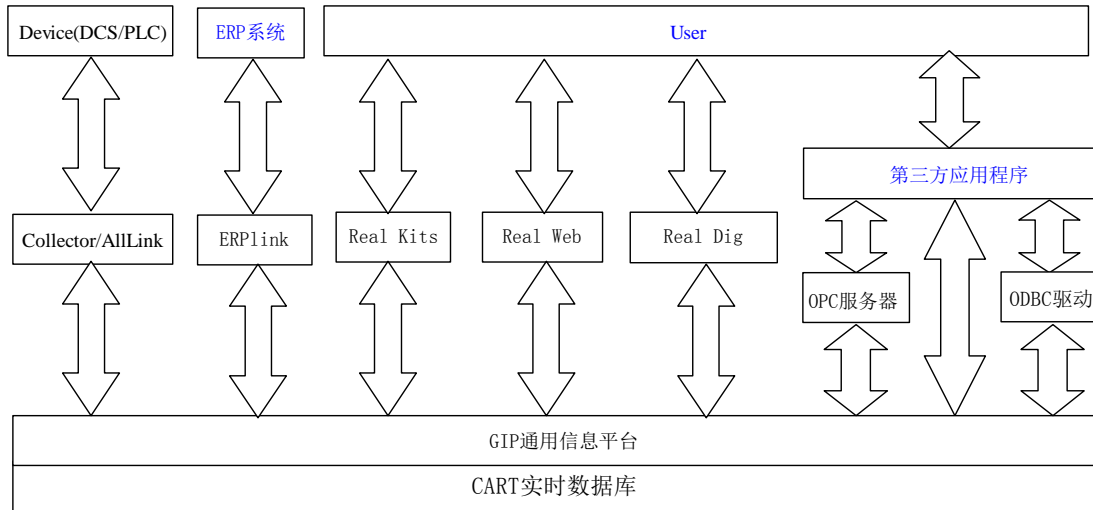 Device(DCS/PLC)
ERP系统
User
第三方应用程序
Collector/AllLink
ERPlink
Real Kits
Real Web
Real Dig
OPC服务器
ODBC驱动
GIP通用信息平台
CART实时数据库